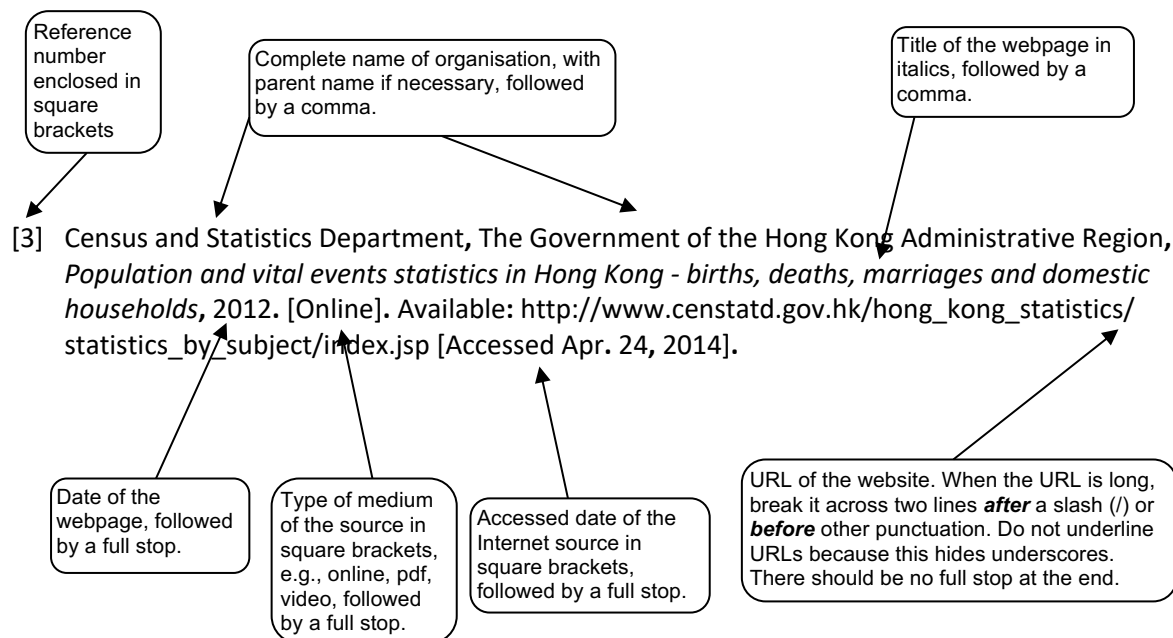 Reference
number
enclosed in
square
brackets
Complete name of organisation, with
parent name if necessary, followed
by a comma.
Title of the webpage in
italics, followed by a
comma.
[3] Census and Statistics Department, The Government of the Hong Kong Administrative Region,
Population and vital events statistics in Hong Kong - births, deaths, marriages and domestic
households, 2012. [Online]. Available: http://www.censtatd.gov.hk/hong_kong_statistics/
statistics_by_subject/index.jsp [Accessed Apr. 24, 2014].
Date of the
webpage, followed
by a full stop.
Type of medium
of the source in
square brackets,
e.g., online, pdf,
video, followed
by a full stop.
Accessed date of the
Internet source in
square brackets,
followed by a full stop.
URL of the website. When the URL is long,
break it across two lines after a slash (/) or
before other punctuation. Do not underline
URLs because this hides underscores.
There should be no full stop at the end.